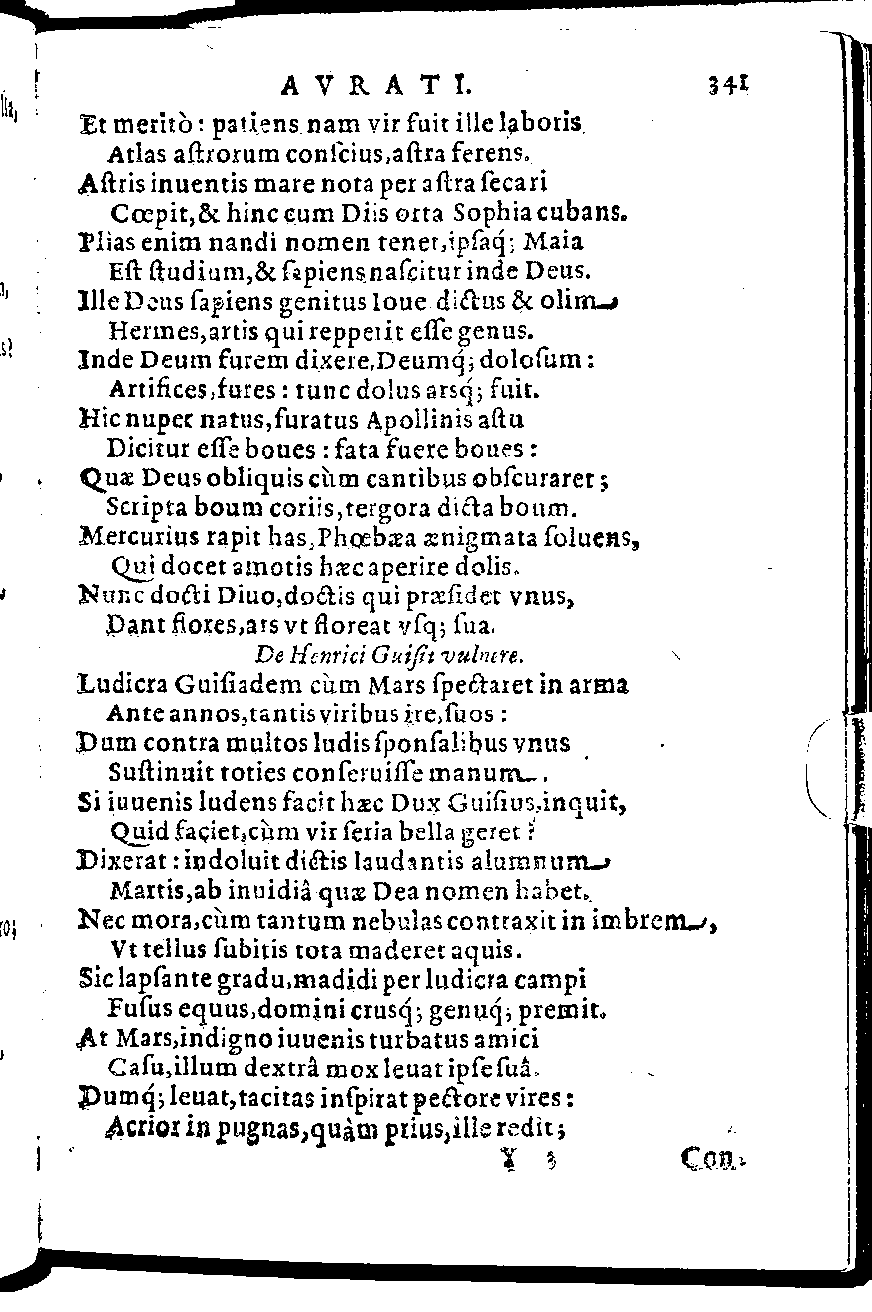 AVRATI. 341
Et meritò: patiens nam vir fuit ille laboris
Atlas aſtrorum conſcius, aſtra ferens.
Aſtris inuentis mare nota per aſtra ſecari
Cœpit, & hinc cum Diis orta Sophia cubans.
Plias enim nandi nomen tenet, ipſaq́; Maia
Eſt ſtudium, & ſapiens naſcitur inde Deus.
Ille Deus ſapiens genitus Ioue dictus & olim
Hermes, artis qui repperit eſſe genus.
Inde Deum furem dixere, Deumq́; doloſum:
Artifices, fures: tunc dolus arsq́; fuit.
Hic nuper natus, furatus Apollinis aſtu
Dicitur eſſe boues: fata fuere boues:
Quæ Deus obliquis cùm cantibus obſcuraret;
Scripta boum coriis, tergora dicta boum.
Mercurius rapit has, Phœbæa ænigmata ſoluens,
Qui docet amotis hæc aperire dolis.
Nunc docti Diuo, doctis qui præſidet vnus,
Dant flores, ars vt floreat vſq; ſua.
De Henrici Guiſii vulnere.
Ludicra Guiſiadem cùm Mars ſpectaret in arma
Ante annos, tantis viribus ire, ſuos:
Dum contra multos ludis ſponſalibus vnus
Suſtinuit toties conſeruiſſe manum.
Si iuuenis ludens facit hæc Dux Guiſius, inquit,
Quid faciet, cùm vir ſeria bella geret?
Dixerat: indoluit dictis laudantis alumnum
Martis, ab inuidiâ quæ Dea nomen habet.
Nec mora, cùm tantum nebulas contraxit in imbrem,
Vt tellus ſubitis tota maderet aquis.
Sic lapſante gradu, madidi per ludicra campi
Fuſus equus, domini crusq́; genuq́; premit.
At Mars, indigno iuuenis turbatus amici
Caſu, illum dextrâ mox leuat ipſe ſuâ.
Dumq́; leuat, tacitas inſpirat pectore vires:
Acrior in pugnas, quàm prius, ille redit;
Y 3 Con-